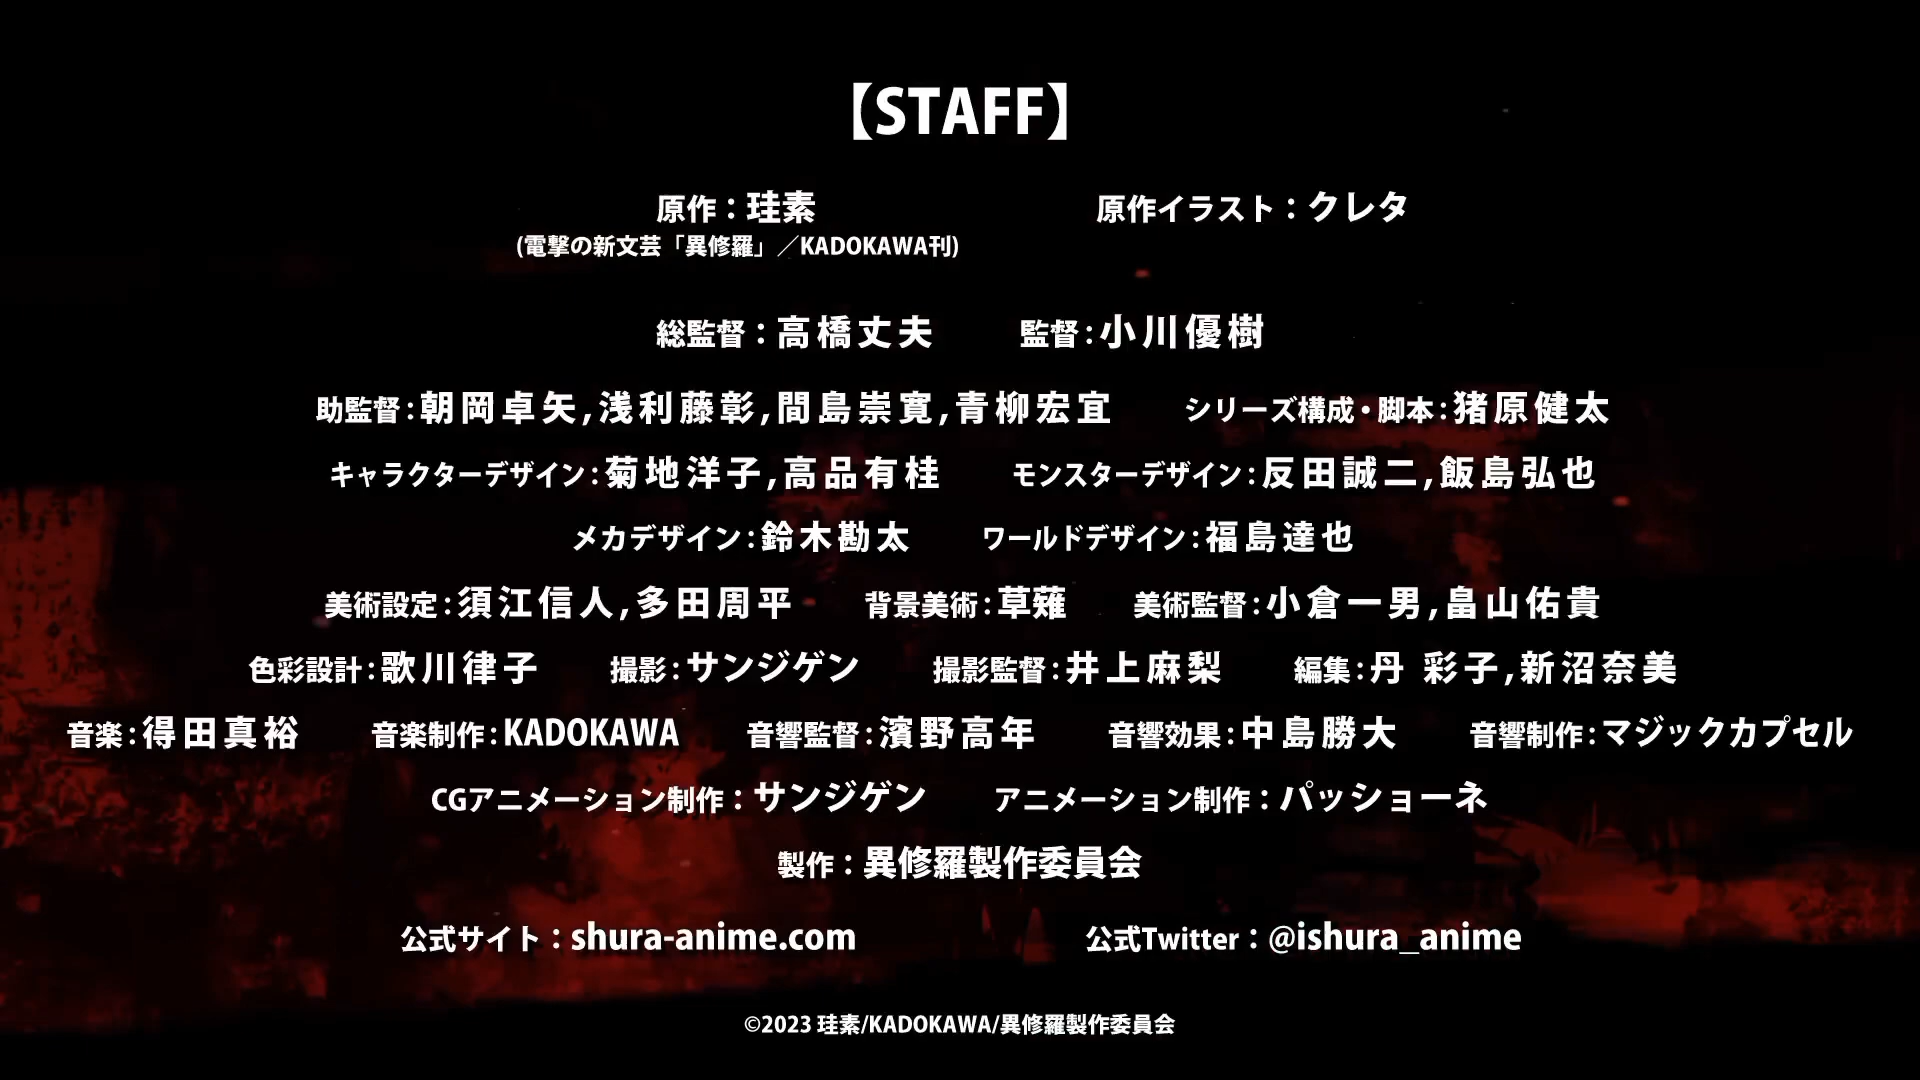 【STAFF】
原作：珪素　原作イラスト：クレタ
(電撃の新文芸「異修羅」／KADOKAWA刊)
総監督：高橋丈夫　監督：小川優樹
助監督：朝岡卓矢,浅利藤彰,間島崇寛,青柳宏宜　シリーズ構成・脚本：猪原健太
キャラクターデザイン：菊地洋子,高品有桂　モンスターデザイン：反田誠二,飯島弘也
メカデザイン：鈴木勘太　ワールドデザイン：福島達也
美術設定：須江信人,多田周平　背景美術：草薙　美術監督：小倉一男,畠山佑貴
色彩設計：歌川律子　撮影：サンジゲン　撮影監督：井上麻梨　編集：丹 彩子,新沼奈美
音楽：得田真裕　音楽制作：KADOKAWA　音響監督：濱野高年　音響効果：中島勝大　音響制作：マジックカプセル
CGアニメーション制作：サンジゲン　アニメーション制作：パッショーネ
製作：異修羅製作委員会
公式サイト：shura-anime.com　公式Twitter：@ishura_anime
©2023 珪素/KADOKAWA/異修羅製作委員会